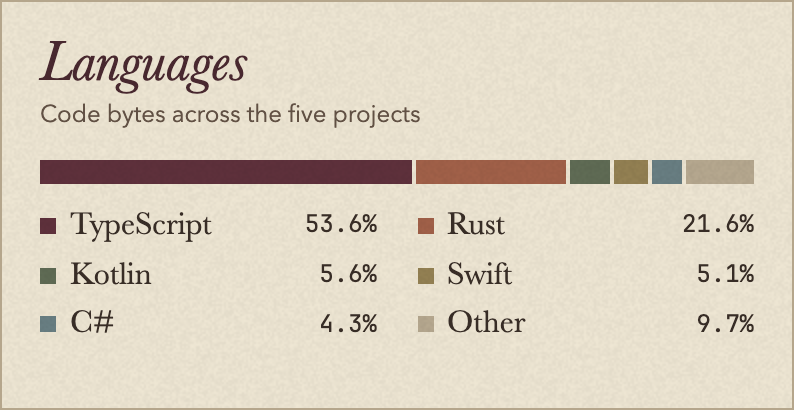 Languages
Code bytes across the five projects
TypeScript 53.6% Rust 21.6%
Kotlin 5.6% Swift 5.1%
C# 4.3% Other 9.7%